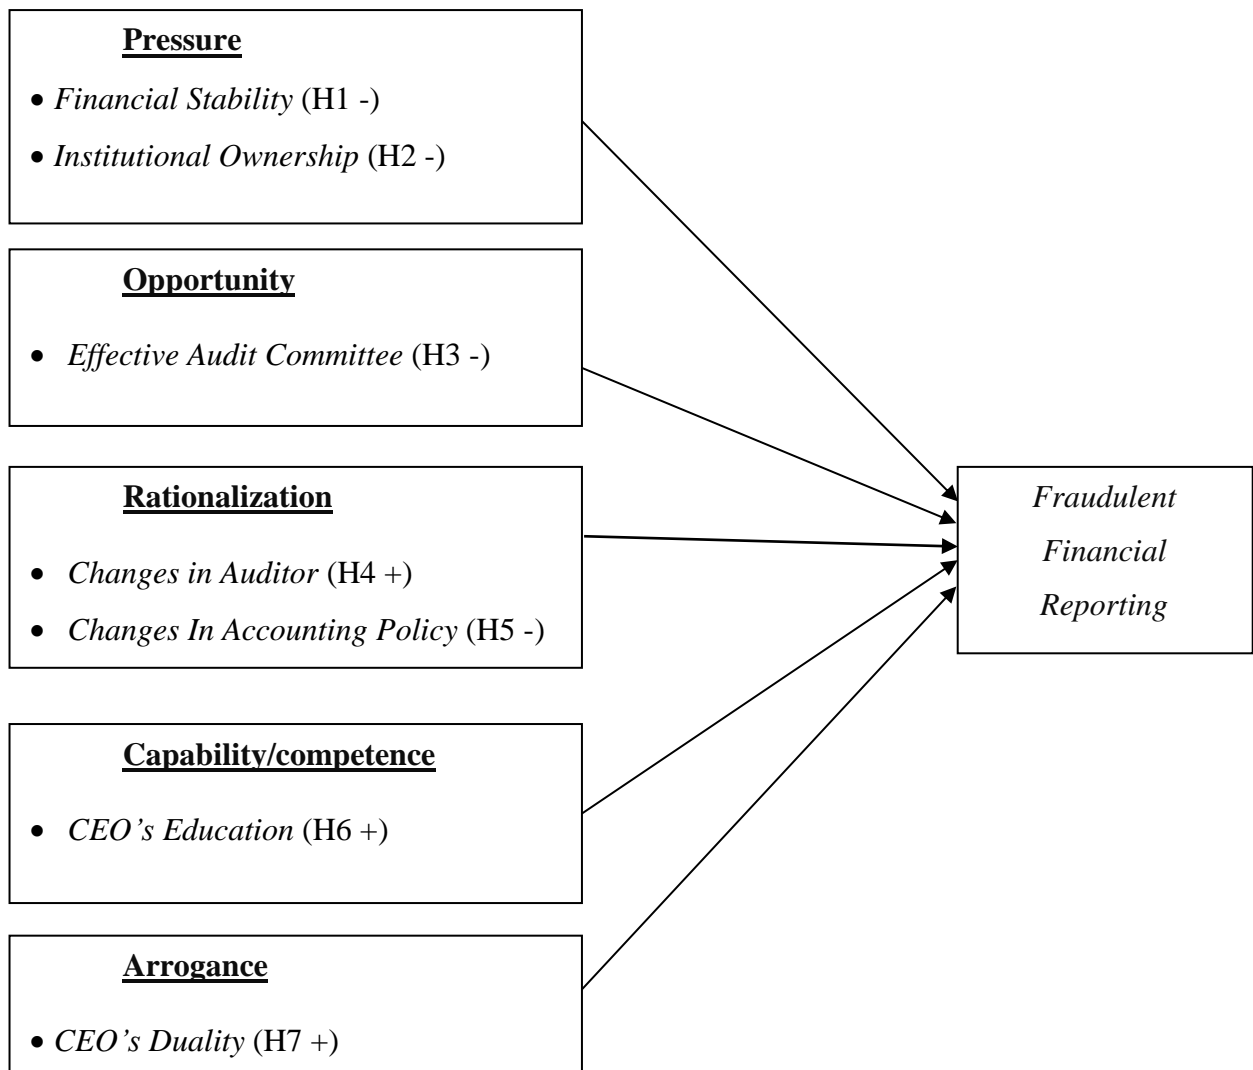 Pressure
• Financial Stability (H1 -)
• Institutional Ownership (H2 -)
Opportunity
• Effective Audit Committee (H3 -)
Rationalization
• Changes in Auditor (H4 +)
• Changes In Accounting Policy (H5 -)
Capability/competence
• CEO’s Education (H6 +)
Arrogance
• CEO’s Duality (H7 +)
Fraudulent
Financial
Reporting